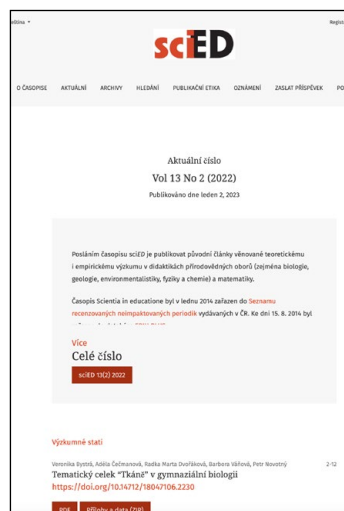 Regist
sciED
O ČASOPISE AKTUÁLNÍ ARCHIVY HLEDÁNÍ PUBLIKAČNÍ ETIKA OZNÁMENÍ ZASLAT PŘÍSPĚVEK PO
Aktuální číslo
Vol 13 No 2 (2022)
Publikováno dne leden 2, 2023
Posláním časopisu sciED je publikovat původní články věnované teoretickému
i empirickému výzkumu v didaktikách přírodovědných oborů (zejména biologie,
geologie, environmentalistiky, fyziky a chemie) a matematiky.
Časopis Scientia in educatione byl v lednu 2014 zařazen do Seznamu
recenzovaných neimpaktovaných periodik vydávaných v ČR. Ke dni 15. 8. 2014 byl
Více
Celé číslo
sciED 13(2) 2022
Výzkumné stati
Veronika Bystrá, Adéla Čečmanová, Radka Marta Dvořáková, Barbora Váňová, Petr Novotný 2-12
Tematický celek “Tkáně” v gymnaziální biologii
https://doi.org/10.14712/18047106.2230
PDF Přílohy a data (ZIP)